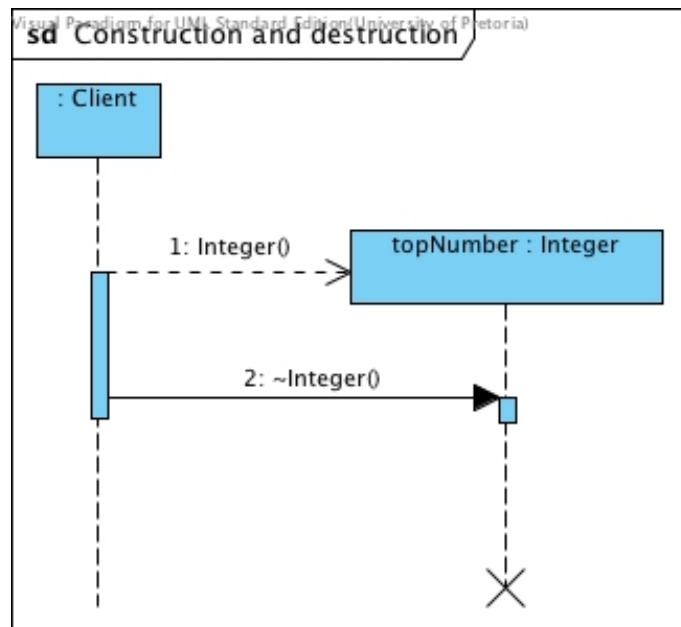 Visual Paradigm for UML Standard Edition(University of Pretoria)
sd Construction and destruction
: Client
1: Integer()
topNumber : Integer
2: ~Integer()